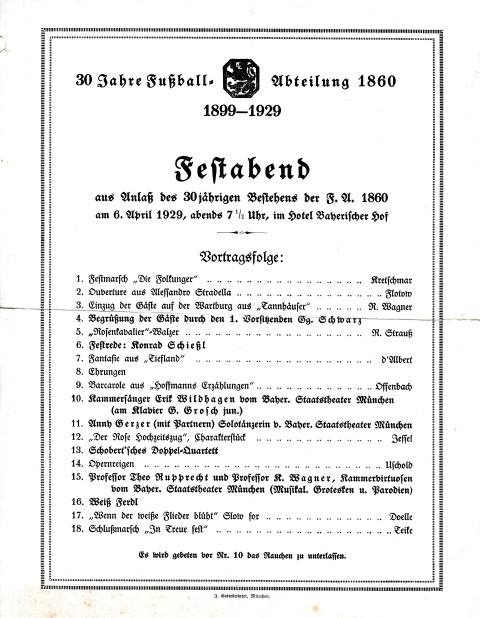 30 Jahre Fußball- Abteilung 1860
1899—1929
Festabend
aus Anlaß des 30jährigen Bestehens der F. A. 1860
am 6. April 1929, abends 7 1/2 Uhr, im Hotel Bayerischer Hof
Vortragsfolge:
1. Festmarsch „Die Folkunger“ . . . . . . . . . . . . . . . . . Kretschmar
2. Ouverture aus Alessandro Stradella . . . . . . . . . . . . . . . . . Flotow
3. Einzug der Gäste auf der Wartburg aus „Tannhäuser“ . . . . . . R. Wagner
4. Begrüßung der Gäste durch den 1. Vorsitzenden Gg. Schwarz
5. „Rosenkavalier“-Walzer . . . . . . . . . . . . . . . . . R. Strauß
6. Festrede: Konrad Schießl
7. Fantasie aus „Tiefland“ . . . . . . . . . . . . . . . . . d'Albert
8. Ehrungen
9. Barcarole aus „Hoffmanns Erzählungen“ . . . . . . . . . . . . Offenbach
10. Kammersänger Erik Wildhagen vom Bayer. Staatstheater München
(am Klavier G. Grosch jun.)
11. Anny Gerzer (mit Partnern) Solotänzerin v. Bayer. Staatstheater München
12. „Der Rose Hochzeitszug“, Charakterstück . . . . . . . . . . . . Jessel
13. Schobert'sches Doppel-Quartett
14. Opernreigen . . . . . . . . . . . . . . . . . Uschold
15. Professor Theo Rupprecht und Professor K. Wagner, Kammervirtuosen
vom Bayer. Staatstheater München (Musikal. Grotesken u. Parodien)
16. Weiß Ferdl
17. „Wenn der weiße Flieder blüht“ Slow for . . . . . . . . . . . . Doelle
18. Schlußmarsch „In Treue fest“ . . . . . . . . . . . . . . . . . Teike
Es wird gebeten vor Nr. 10 das Rauchen zu unterlassen.
J. Gotteswinter, München.